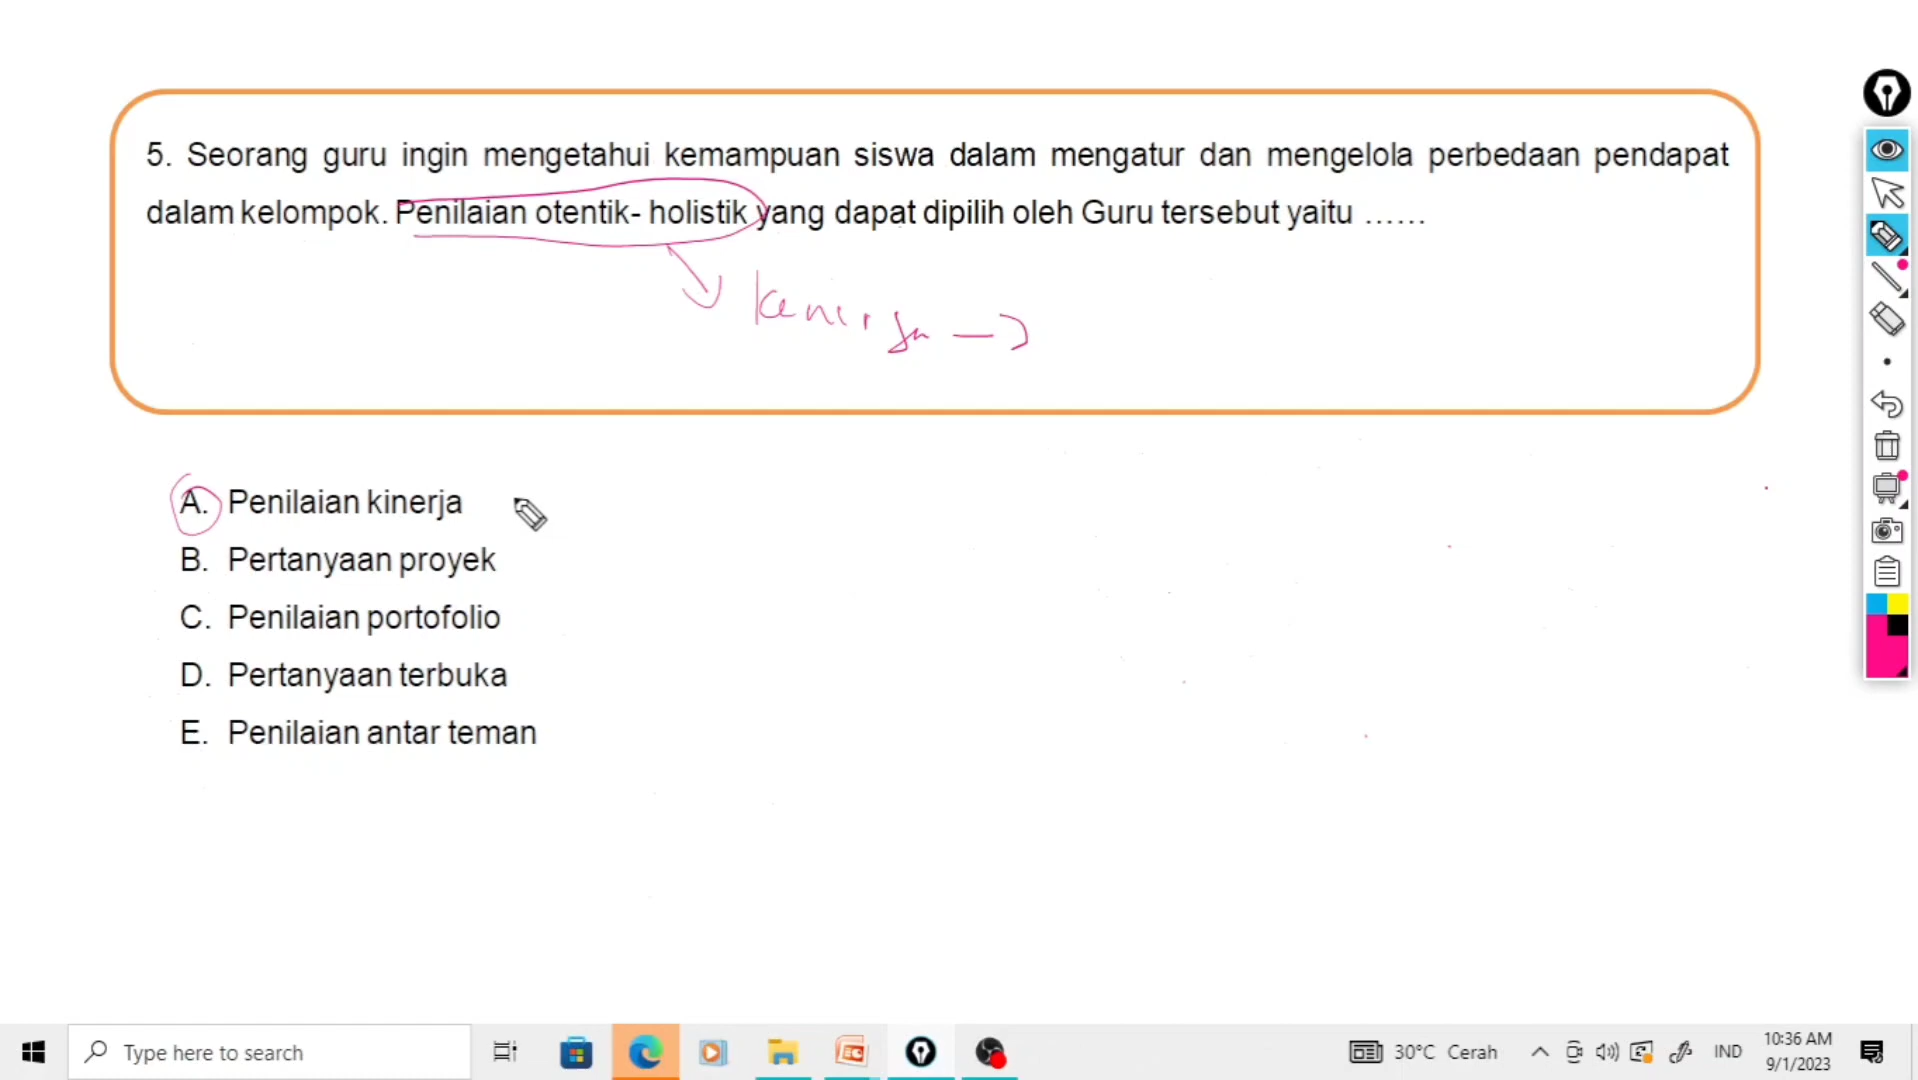 5. Seorang guru ingin mengetahui kemampuan siswa dalam mengatur dan mengelola perbedaan pendapat
dalam kelompok. Penilaian otentik- holistik yang dapat dipilih oleh Guru tersebut yaitu ......
A. Penilaian kinerja
B. Pertanyaan proyek
C. Penilaian portofolio
D. Pertanyaan terbuka
E. Penilaian antar teman
Type here to search
30°C Cerah
IND
10:36 AM
9/1/2023